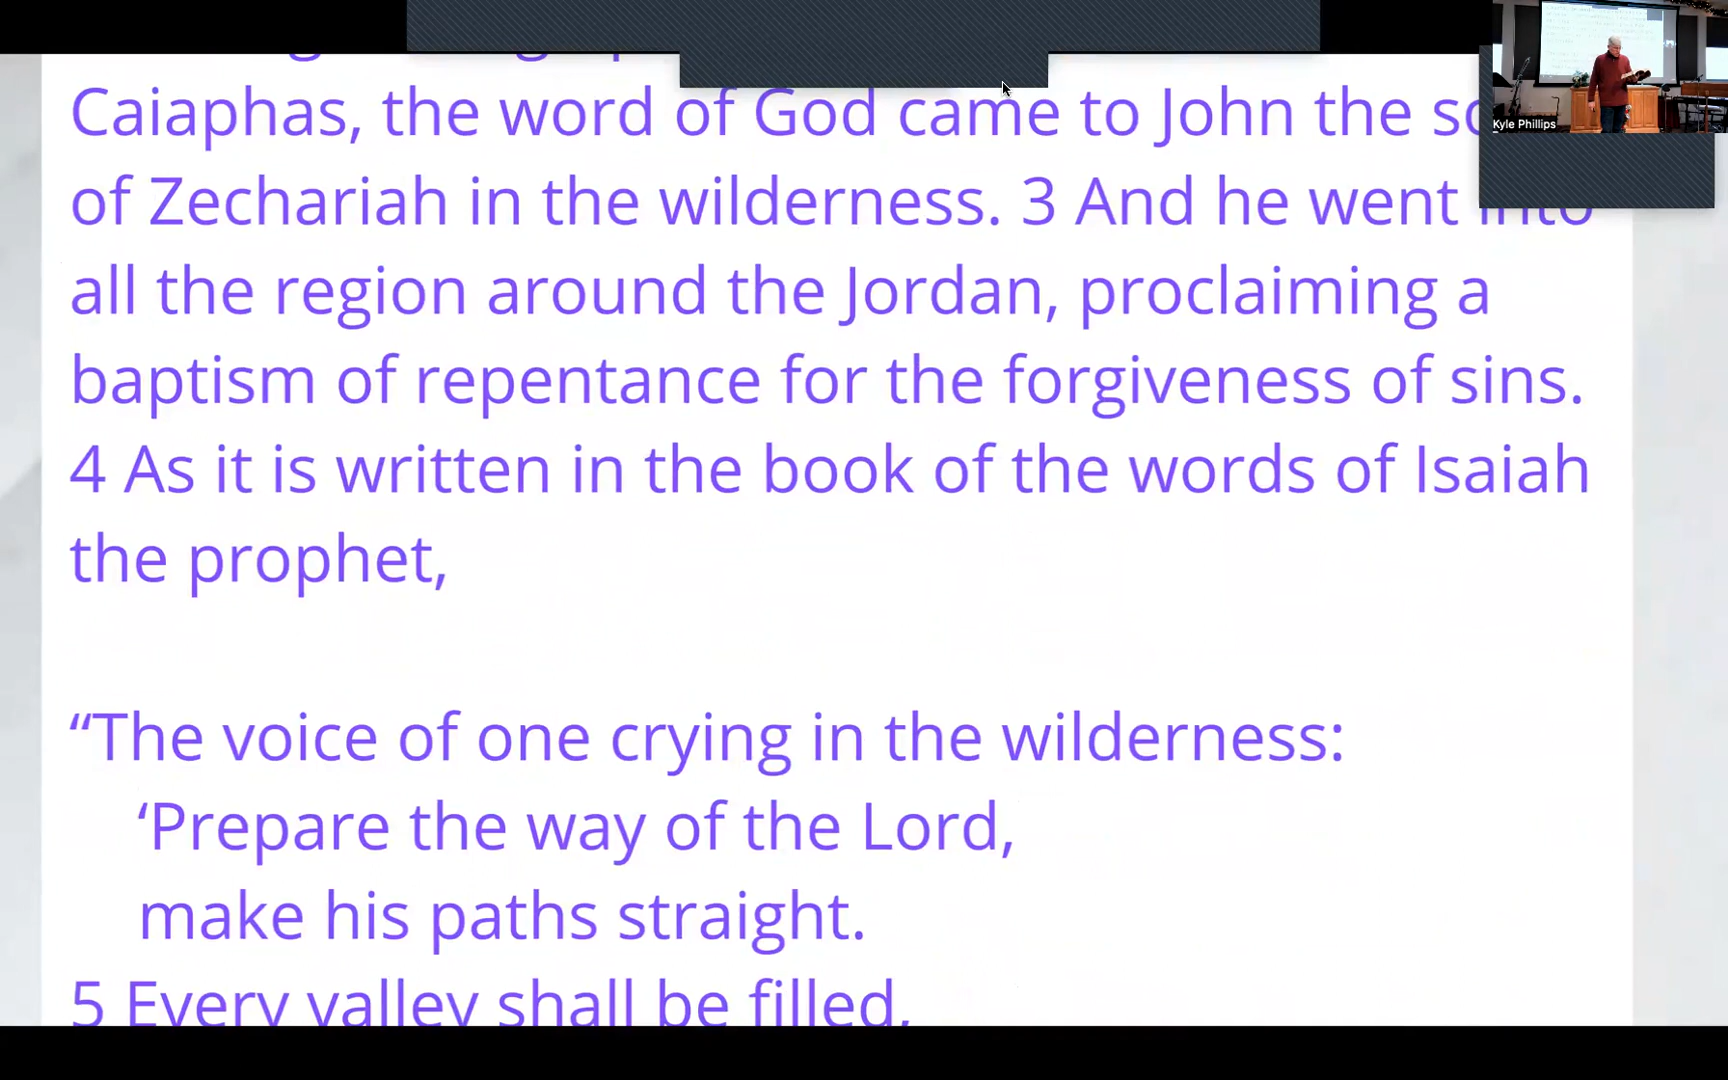 Caiaphas, the word of God came to John the
of Zechariah in the wilderness. 3 And he went into
all the region around the Jordan, proclaiming a
baptism of repentance for the forgiveness of sins.
4 As it is written in the book of the words of Isaiah
the prophet,
“The voice of one crying in the wilderness:
‘Prepare the way of the Lord,
make his paths straight.
5 Every valley shall be filled,
Kyle Phillips